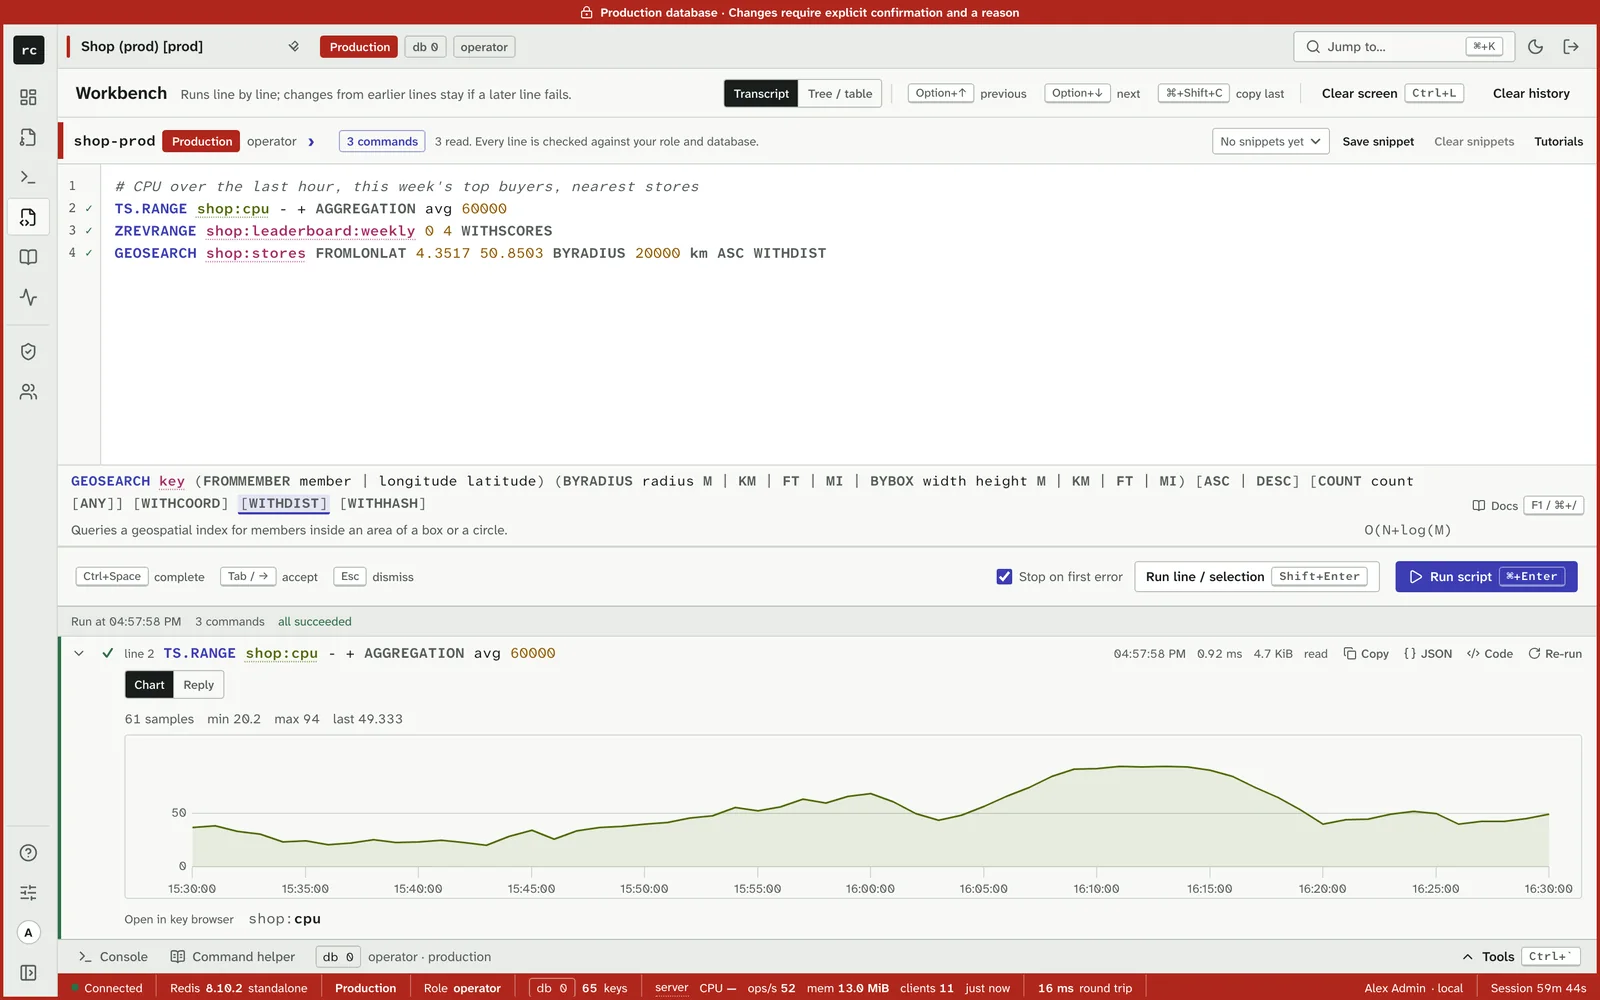 Production database · Changes require explicit confirmation and a reason
rc
Shop (prod) [prod]
Production
db 0
operator
Jump to...
⌘+K
Workbench
Runs line by line; changes from earlier lines stay if a later line fails.
Transcript
Tree / table
Option+↑ previous
Option+↓ next
⌘+Shift+C copy last
Clear screen Ctrl+L
Clear history
shop-prod
Production
operator ›
3 commands
3 read. Every line is checked against your role and database.
No snippets yet
Save snippet
Clear snippets
Tutorials
1 # CPU over the last hour, this week's top buyers, nearest stores
2 ✓ TS.RANGE shop:cpu - + AGGREGATION avg 60000
3 ✓ ZREVRANGE shop:leaderboard:weekly 0 4 WITHSCORES
4 ✓ GEOSEARCH shop:stores FROMLONLAT 4.3517 50.8503 BYRADIUS 20000 km ASC WITHDIST
GEOSEARCH key (FROMMEMBER member | longitude latitude) (BYRADIUS radius M | KM | FT | MI | BYBOX width height M | KM | FT | MI) [ASC | DESC] [COUNT count
[ANY]] [WITHCOORD] [WITHDIST] [WITHHASH]
Docs F1 / ⌘+/
Queries a geospatial index for members inside an area of a box or a circle.
O(N+log(M)
Ctrl+Space complete
Tab / → accept
Esc dismiss
Stop on first error
Run line / selection Shift+Enter
Run script ⌘+Enter
Run at 04:57:58 PM 3 commands all succeeded
line 2 TS.RANGE shop:cpu - + AGGREGATION avg 60000
04:57:58 PM 0.92 ms 4.7 KiB read
Copy
{} JSON
</> Code
Re-run
Chart
Reply
61 samples min 20.2 max 94 last 49.333
50
0
15:30:00 15:35:00 15:40:00 15:45:00 15:50:00 15:55:00 16:00:00 16:05:00 16:10:00 16:15:00 16:20:00 16:25:00 16:30:00
Open in key browser shop:cpu
A
Console
Command helper
db 0
operator · production
Tools Ctrl+`
Connected
Redis 8.10.2 standalone
Production
Role operator
db 0 65 keys
server CPU — ops/s 52 mem 13.0 MiB clients 11 just now
16 ms round trip
Alex Admin · local
Session 59m 44s